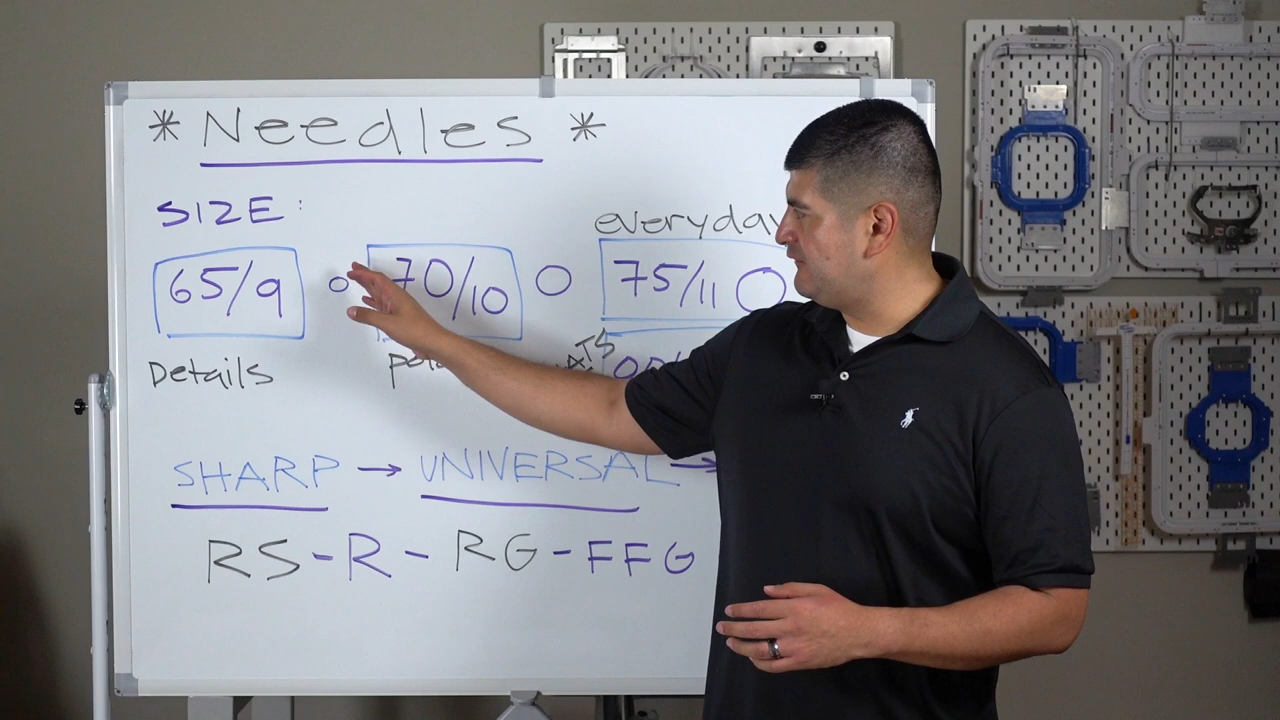 * Needles *
SIZE:
everyday
65/9 o 70/10 O 75/11 O
Details
SHARP → UNIVERSAL →
RS-R-RG-FFG